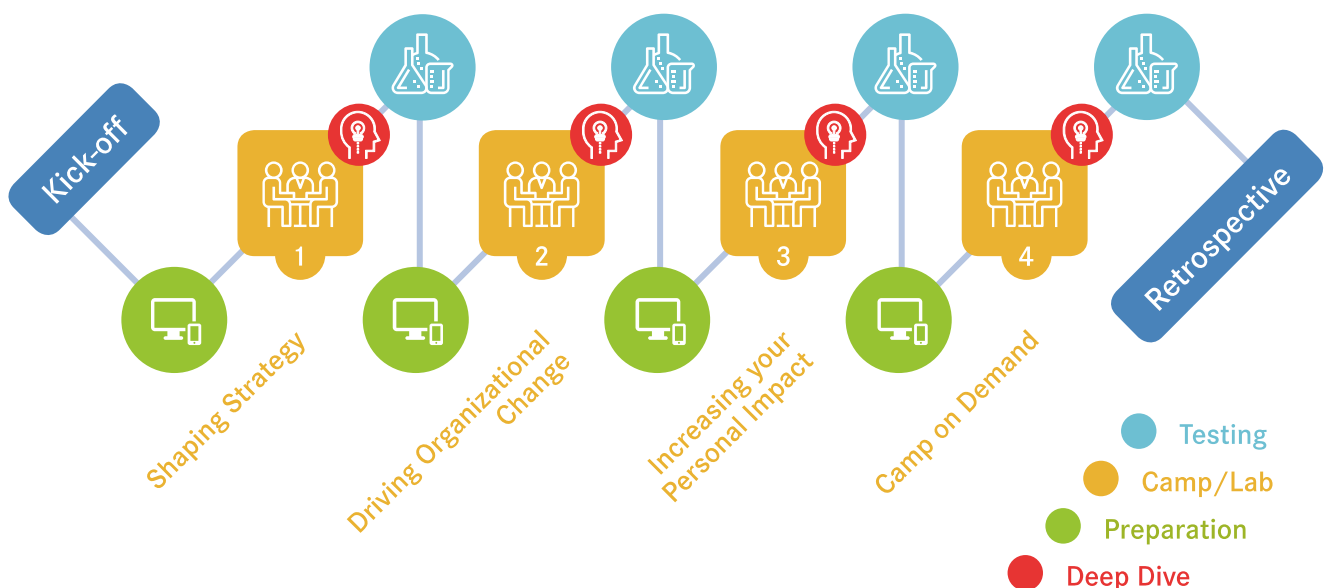 Kick-off
1
2
3
4
Retrospective
Shaping Strategy
Driving Organizational
Change
Increasing your
Personal Impact
Camp on Demand
Testing
Camp/Lab
Preparation
Deep Dive